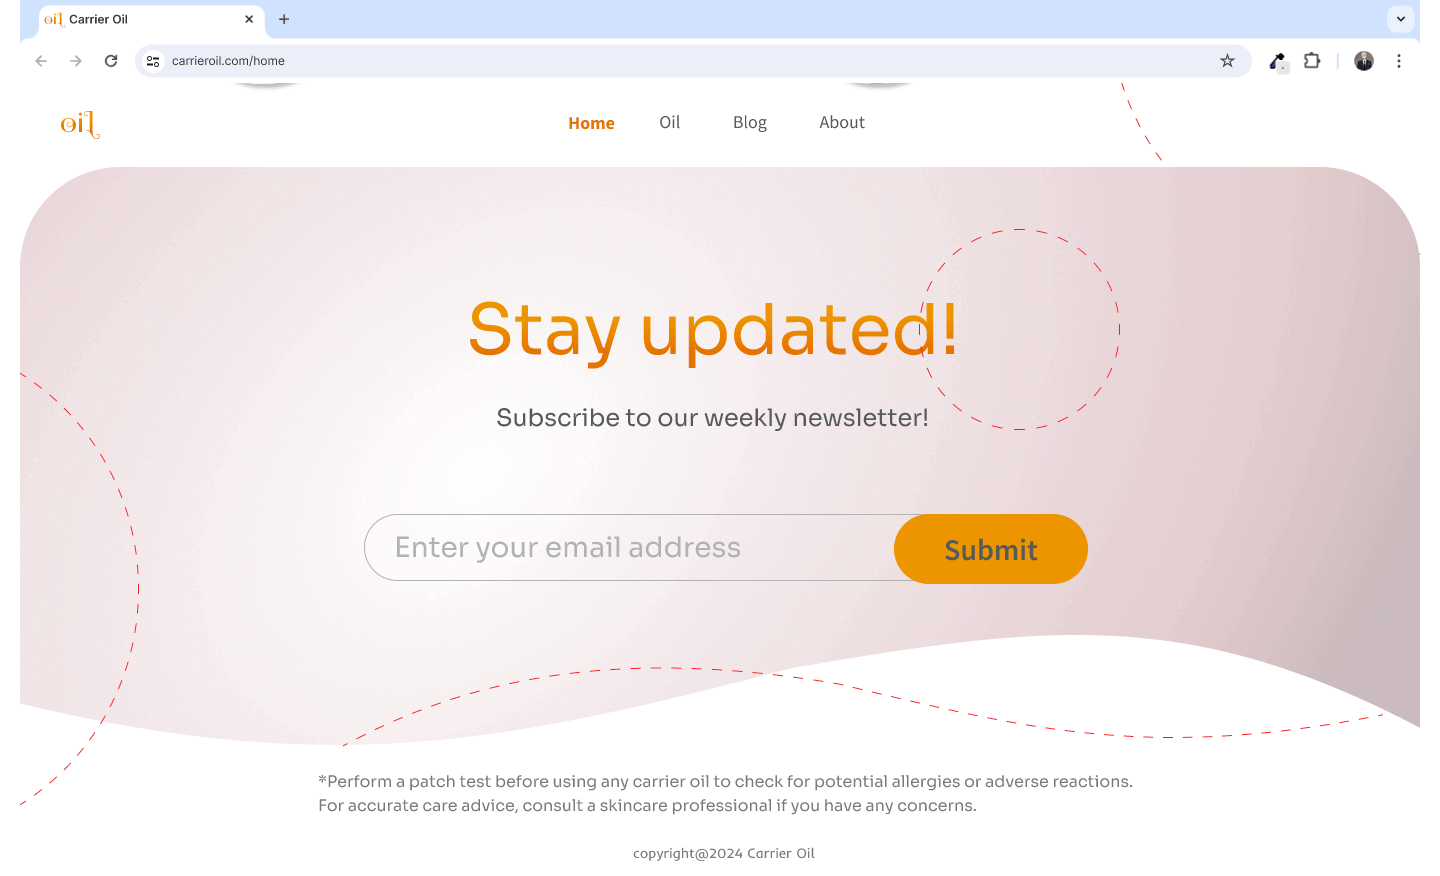 oil Carrier Oil
carrieroil.com/home
oil
Home Oil Blog About
Stay updated!
Subscribe to our weekly newsletter!
Enter your email address
Submit
*Perform a patch test before using any carrier oil to check for potential allergies or adverse reactions.
For accurate care advice, consult a skincare professional if you have any concerns.
copyright@2024 Carrier Oil